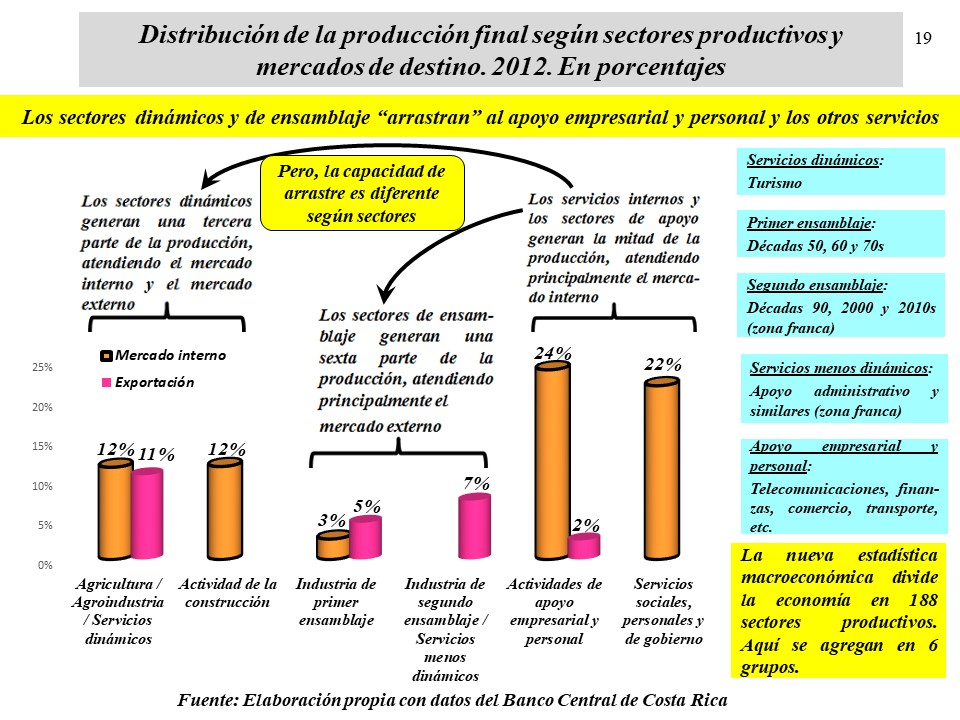 Distribución de la producción final según sectores productivos y
mercados de destino. 2012. En porcentajes
19
Los sectores dinámicos y de ensamblaje “arrastran” al apoyo empresarial y personal y los otros servicios
Pero, la capacidad de
arrastre es diferente
según sectores
Los sectores dinámicos
generan una tercera
parte de la producción,
atendiendo el mercado
interno y el mercado
externo
Los sectores de ensam-
blaje generan una
sexta parte de la
producción, atendiendo
principalmente el
mercado externo
Los servicios internos y
los sectores de apoyo
generan la mitad de la
producción, atendiendo
principalmente el merca-
do interno
Mercado interno
Exportación
25%
20%
15%
10%
5%
0%
12%
11%
12%
3%
5%
7%
24%
2%
22%
Agricultura /
Agroindustria
/ Servicios
dinámicos
Actividad de la
construcción
Industria de
primer
ensamblaje
Industria de
segundo
ensamblaje /
Servicios
menos
dinámicos
Actividades de
apoyo
empresarial y
personal
Servicios
sociales,
personales y
de gobierno
Servicios dinámicos:
Turismo
Primer ensamblaje:
Décadas 50, 60 y 70s
Segundo ensamblaje:
Décadas 90, 2000 y 2010s
(zona franca)
Servicios menos dinámicos:
Apoyo administrativo y
similares (zona franca)
Apoyo empresarial y
personal:
Telecomunicaciones, finan-
zas, comercio, transporte,
etc.
La nueva estadística
macroeconómica divide
la economía en 188
sectores productivos.
Aquí se agregan en 6
grupos.
Fuente: Elaboración propia con datos del Banco Central de Costa Rica